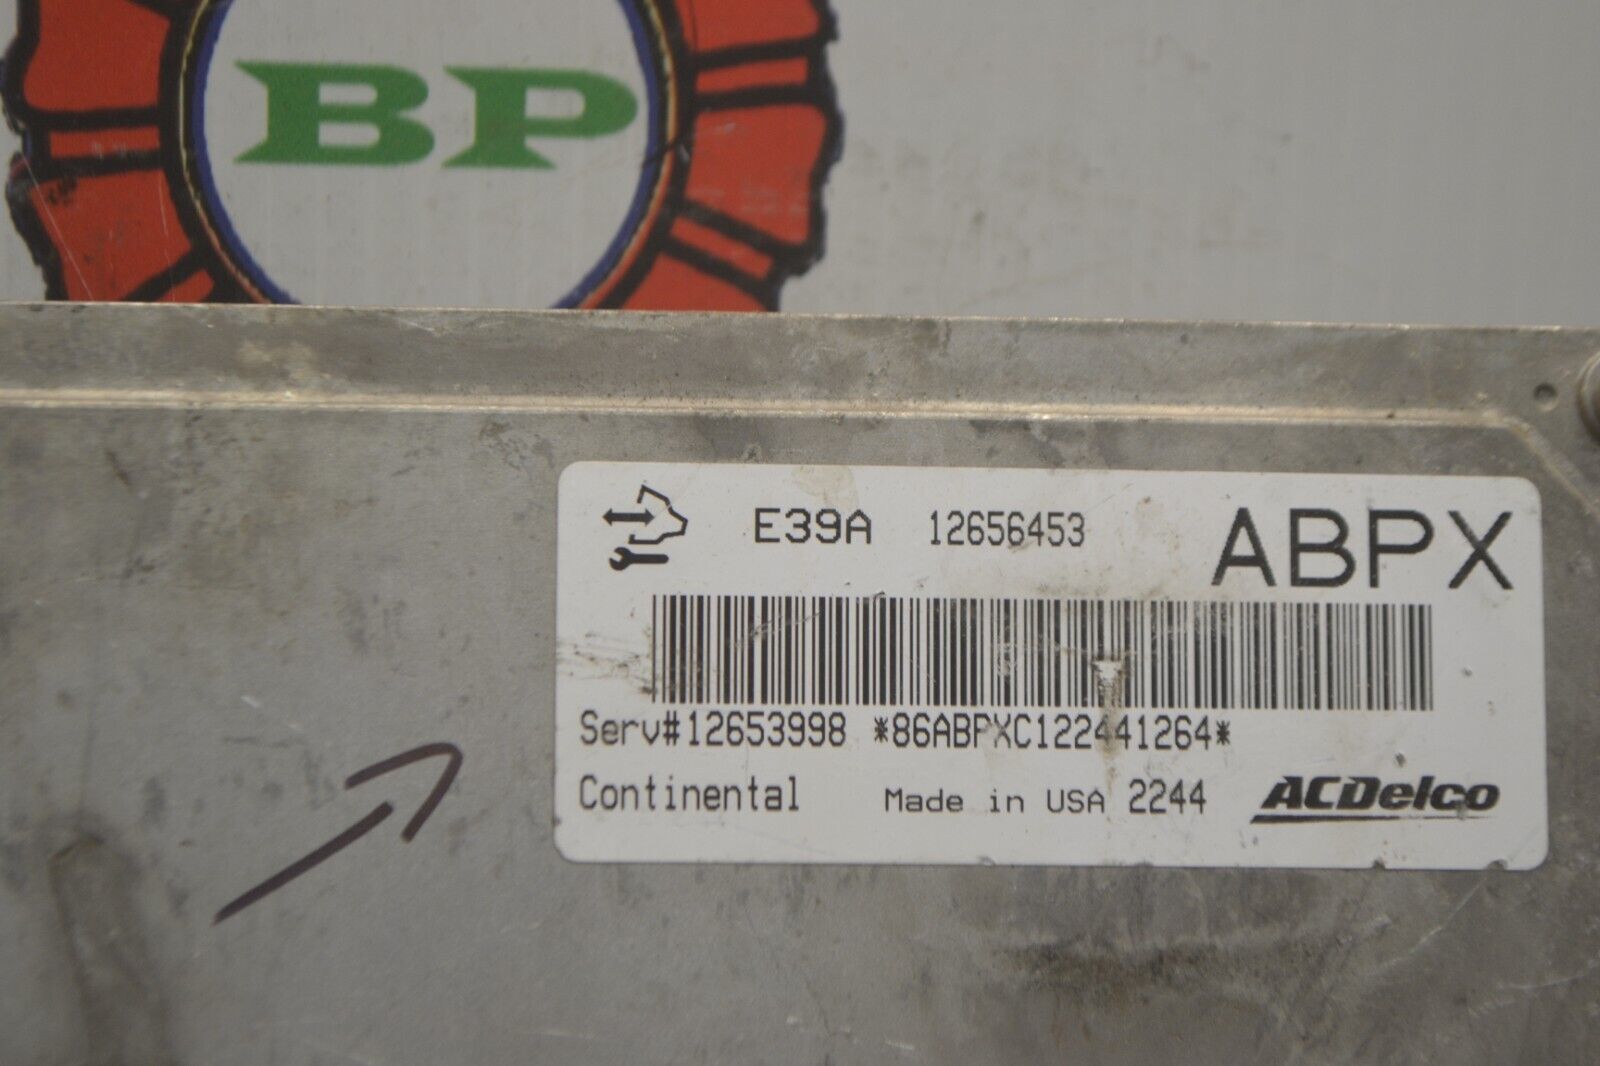 BP
E39A 12656453 ABPX
Serv#12653998 *86ABPXC122441264*
Continental Made in USA 2244 ACDelco